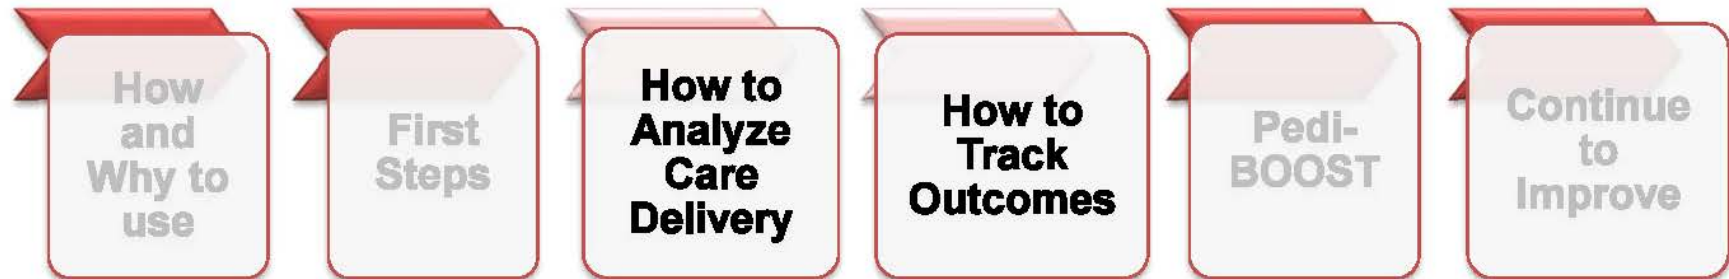 How
and
Why to
use
First
Steps
How to
Analyze
Care
Delivery
How to
Track
Outcomes
Pedi-
BOOST
Continue
to
Improve